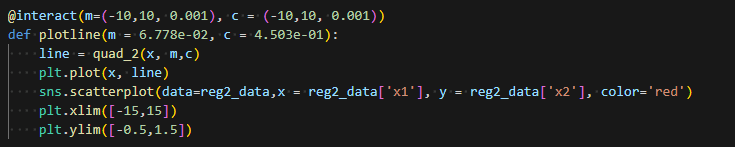 @interact(m=(-10,10, 0.001), c = (-10,10, 0.001))
def plotline(m = 6.778e-02, c = 4.503e-01):
    line = quad_2(x, m,c)
    plt.plot(x, line)
    sns.scatterplot(data=reg2_data,x = reg2_data['x1'], y = reg2_data['x2'], color='red')
    plt.xlim([-15,15])
    plt.ylim([-0.5,1.5])